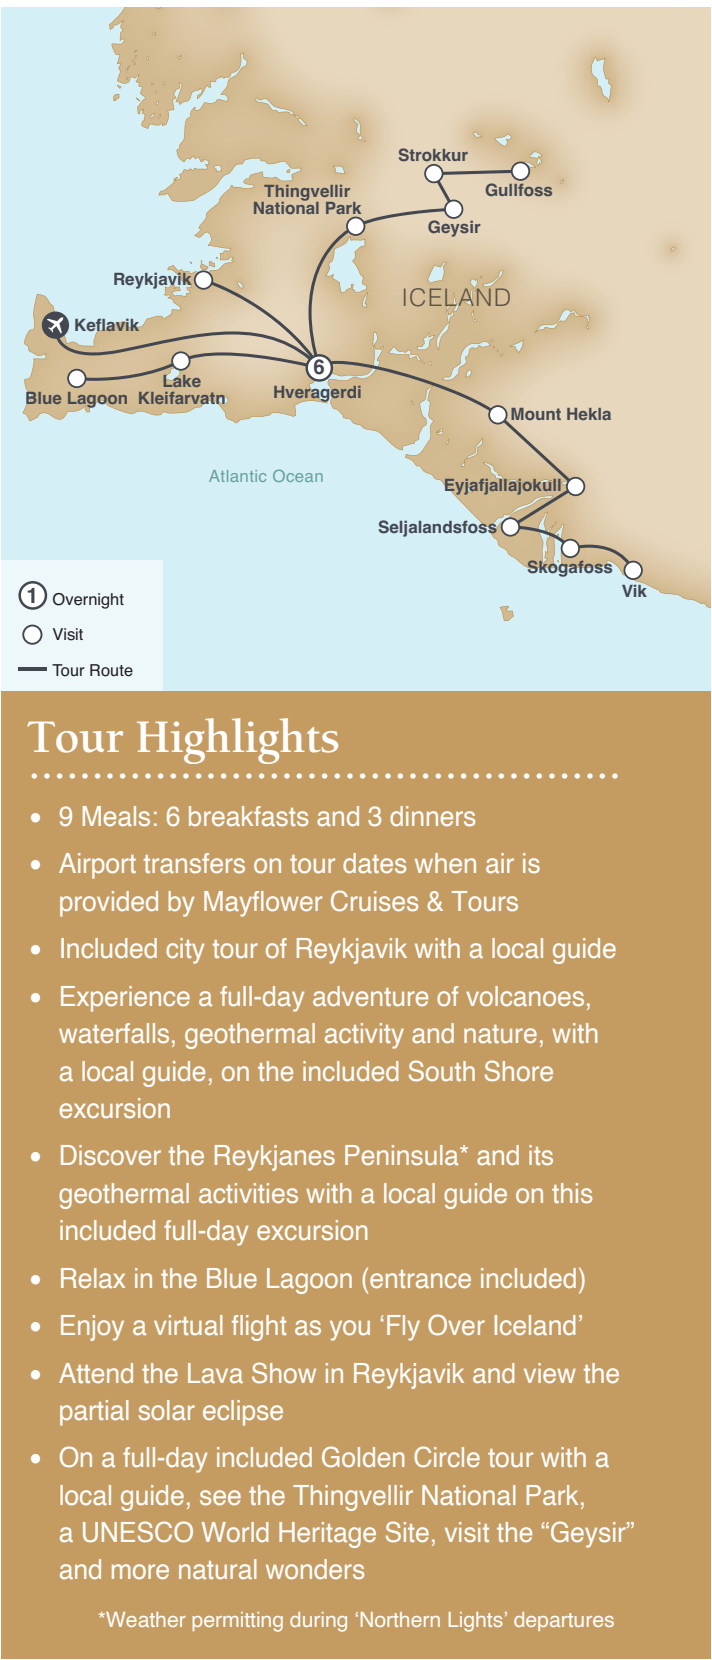 Strokkur
Gullfoss
Thingvellir
National Park
Geysir
Reykjavik
ICELAND
Keflavik
6
Lake
Blue Lagoon Kleifarvatn
Hveragerdi
Mount Hekla
Atlantic Ocean
Eyjafjallajokull
Seljalandsfoss
Skogafoss
Vik
1 Overnight
Visit
Tour Route
Tour Highlights
• 9 Meals: 6 breakfasts and 3 dinners
• Airport transfers on tour dates when air is
provided by Mayflower Cruises & Tours
• Included city tour of Reykjavik with a local guide
• Experience a full-day adventure of volcanoes,
waterfalls, geothermal activity and nature, with
a local guide, on the included South Shore
excursion
• Discover the Reykjanes Peninsula* and its
geothermal activities with a local guide on this
included full-day excursion
• Relax in the Blue Lagoon (entrance included)
• Enjoy a virtual flight as you ‘Fly Over Iceland’
• Attend the Lava Show in Reykjavik and view the
partial solar eclipse
• On a full-day included Golden Circle tour with a
local guide, see the Thingvellir National Park,
a UNESCO World Heritage Site, visit the “Geysir”
and more natural wonders
*Weather permitting during ‘Northern Lights’ departures